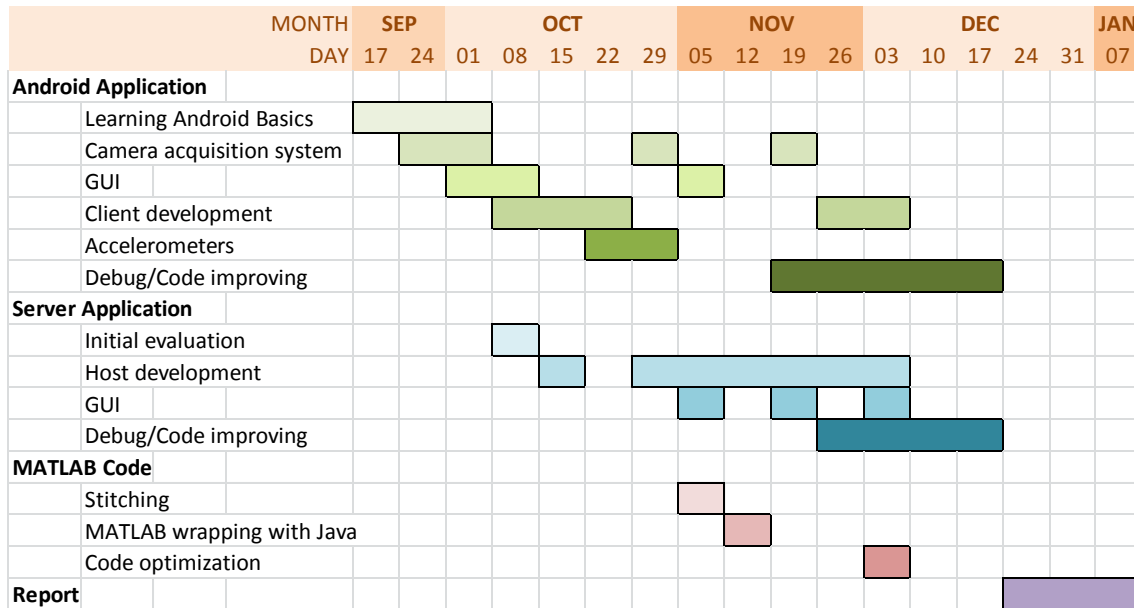 MONTH SEP OCT NOV DEC JAN
DAY 17 24 01 08 15 22 29 05 12 19 26 03 10 17 24 31 07
Android Application
Learning Android Basics
Camera acquisition system
GUI
Client development
Accelerometers
Debug/Code improving
Server Application
Initial evaluation
Host development
GUI
Debug/Code improving
MATLAB Code
Stitching
MATLAB wrapping with Java
Code optimization
Report